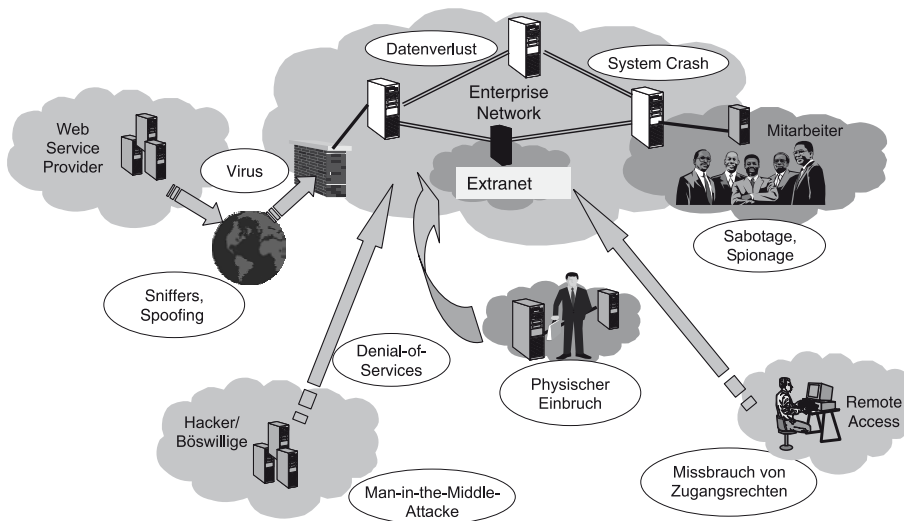 Datenverlust
System Crash
Enterprise
Network
Web
Service
Provider
Mitarbeiter
Virus
Extranet
Sabotage,
Spionage
Sniffers,
Spoofing
Denial-of-
Services
Physischer
Einbruch
Hacker/
Böswillige
Remote
Access
Missbrauch von
Zugangsrechten
Man-in-the-Middle-
Attacke